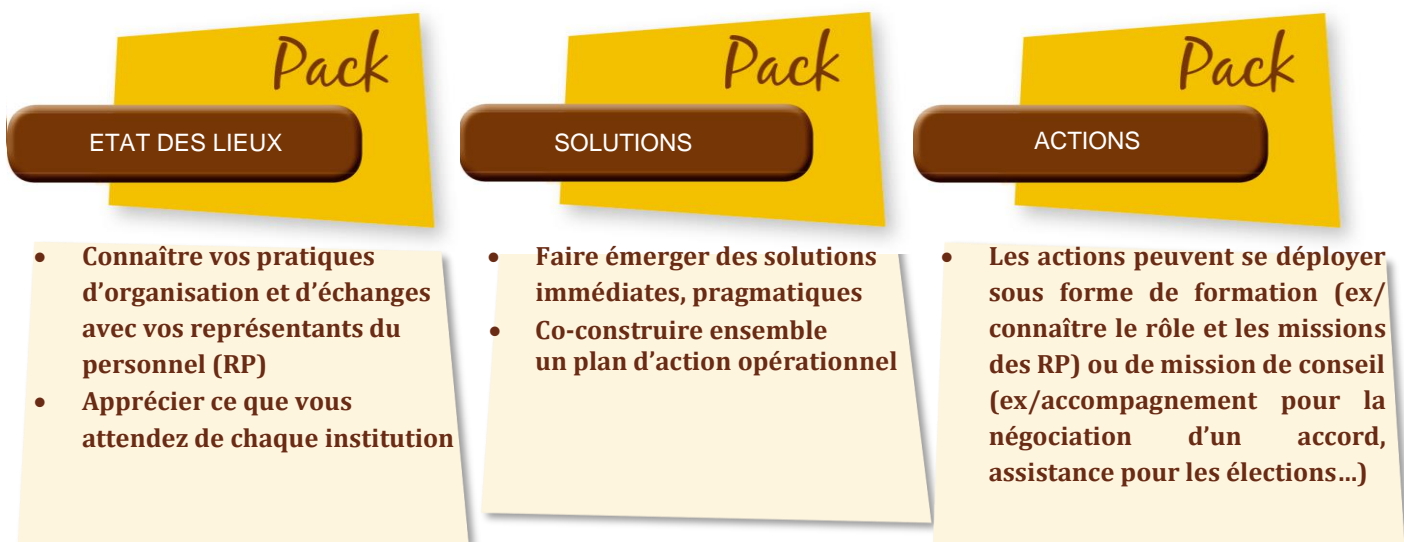 Pack
ETAT DES LIEUX
• Connaître vos pratiques
d’organisation et d’échanges
avec vos représentants du
personnel (RP)
• Apprécier ce que vous
attendez de chaque institution
Pack
SOLUTIONS
• Faire émerger des solutions
immédiates, pragmatiques
• Co-construire ensemble
un plan d’action opérationnel
Pack
ACTIONS
• Les actions peuvent se déployer
sous forme de formation (ex/
connaître le rôle et les missions
des RP) ou de mission de conseil
(ex/accompagnement pour la
négociation d’un accord,
assistance pour les élections…)